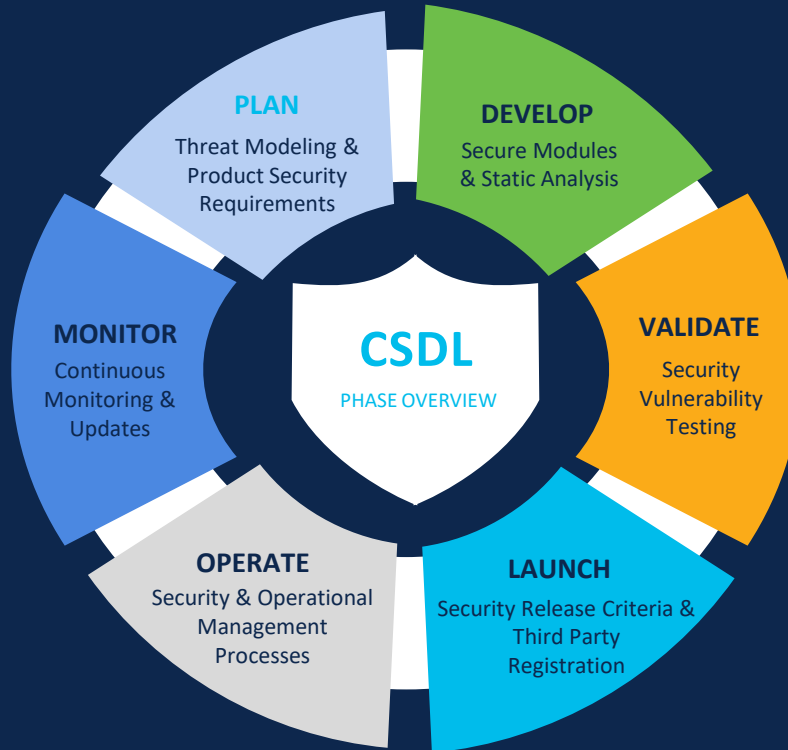 PLAN
Threat Modeling &
Product Security
Requirements
DEVELOP
Secure Modules
& Static Analysis
VALIDATE
Security
Vulnerability
Testing
LAUNCH
Security Release Criteria &
Third Party
Registration
OPERATE
Security & Operational
Management
Processes
MONITOR
Continuous
Monitoring &
Updates
CSDL
PHASE OVERVIEW